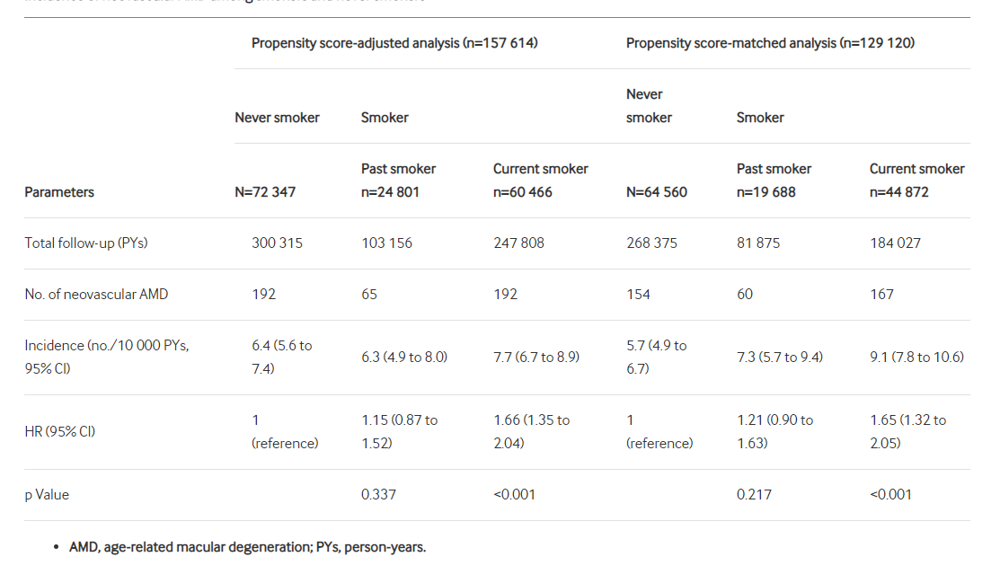 Propensity score-adjusted analysis (n=157 614) Propensity score-matched analysis (n=129 120)
Never
Never smoker Smoker smoker Smoker
Past smoker Current smoker Past smoker Current smoker
Parameters N=72 347 n=24 801 n=60 466 N=64 560 n=19 688 n=44 872
Total follow-up (PYs) 300 315 103 156 247 808 268 375 81 875 184 027
No. of neovascular AMD 192 65 192 154 60 167
Incidence (no./10 000 PYs, 6.4 (5.6 to 6.3 (4.9 to 8.0) 7.7 (6.7 to 8.9) 5.7 (4.9 to 7.3 (5.7 to 9.4) 9.1 (7.8 to 10.6)
95% CI) 7.4) 6.7)
1 1.15 (0.87 to 1.66 (1.35 to 1 1.21 (0.90 to 1.65 (1.32 to
HR (95% CI)
(reference) 1.52) 2.04) (reference) 1.63) 2.05)
p Value 0.337 <0.001 0.217 <0.001
• AMD, age-related macular degeneration; PYs, person-years.